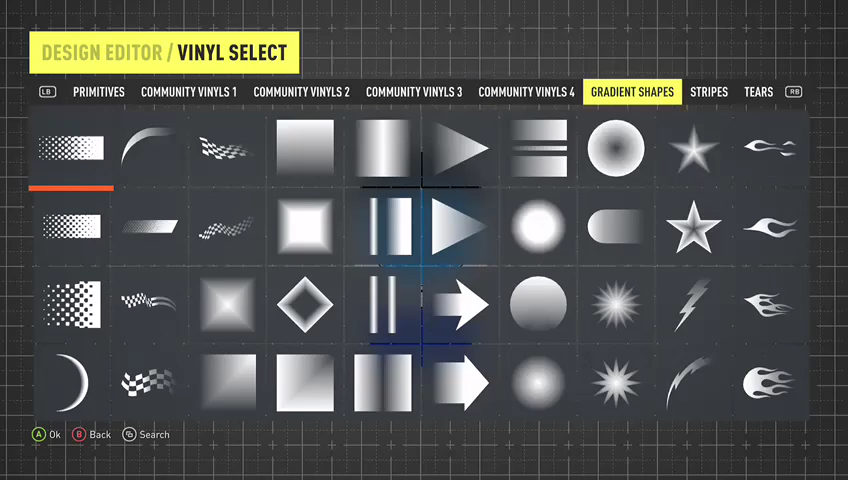 DESIGN EDITOR / VINYL SELECT
LB PRIMITIVES COMMUNITY VINYLS 1 COMMUNITY VINYLS 2 COMMUNITY VINYLS 3 COMMUNITY VINYLS 4 GRADIENT SHAPES STRIPES TEARS RB
A Ok B Back Search